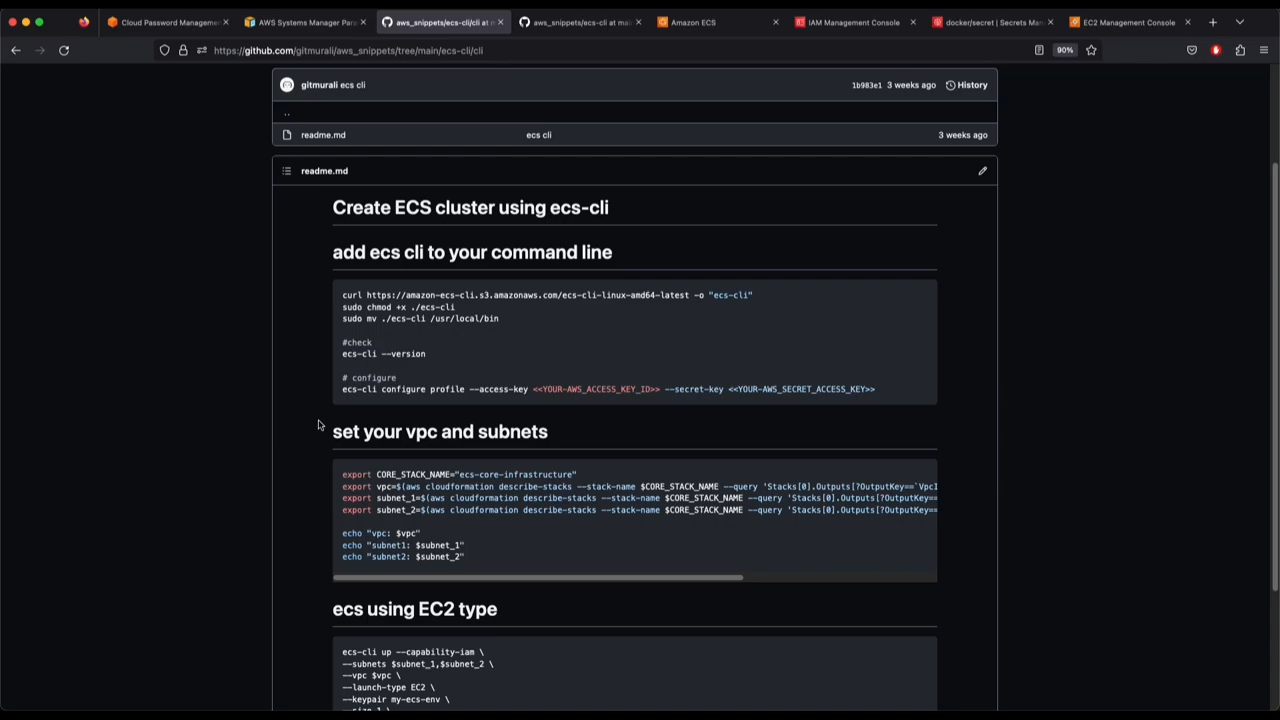 Cloud Password Managemen
AWS Systems Manager Para
aws_snippets/ecs-cli/cli at m
aws_snippets/ecs-cli at mai
Amazon ECS
IAM Management Console
docker/secret | Secrets Man
EC2 Management Console
https://github.com/gitmurali/aws_snippets/tree/main/ecs-cli/cli
90%
gitmurali ecs cli
1b983e1 3 weeks ago
History
..
readme.md
ecs cli
3 weeks ago
readme.md
Create ECS cluster using ecs-cli
add ecs cli to your command line
curl https://amazon-ecs-cli.s3.amazonaws.com/ecs-cli-linux-amd64-latest -o "ecs-cli"
sudo chmod +x ./ecs-cli
sudo mv ./ecs-cli /usr/local/bin
#check
ecs-cli --version
# configure
ecs-cli configure profile --access-key <<YOUR-AWS_ACCESS_KEY_ID>> --secret-key <<YOUR-AWS_SECRET_ACCESS_KEY>>
set your vpc and subnets
export CORE_STACK_NAME="ecs-core-infrastructure"
export vpc=$(aws cloudformation describe-stacks --stack-name $CORE_STACK_NAME --query 'Stacks[0].Outputs[?OutputKey==`VpcI
export subnet_1=$(aws cloudformation describe-stacks --stack-name $CORE_STACK_NAME --query 'Stacks[0].Outputs[?OutputKey==
export subnet_2=$(aws cloudformation describe-stacks --stack-name $CORE_STACK_NAME --query 'Stacks[0].Outputs[?OutputKey==
echo "vpc: $vpc"
echo "subnet1: $subnet_1"
echo "subnet2: $subnet_2"
ecs using EC2 type
ecs-cli up --capability-iam \
--subnets $subnet_1,$subnet_2 \
--vpc $vpc \
--launch-type EC2 \
--keypair my-ecs-env \
--size 1 \